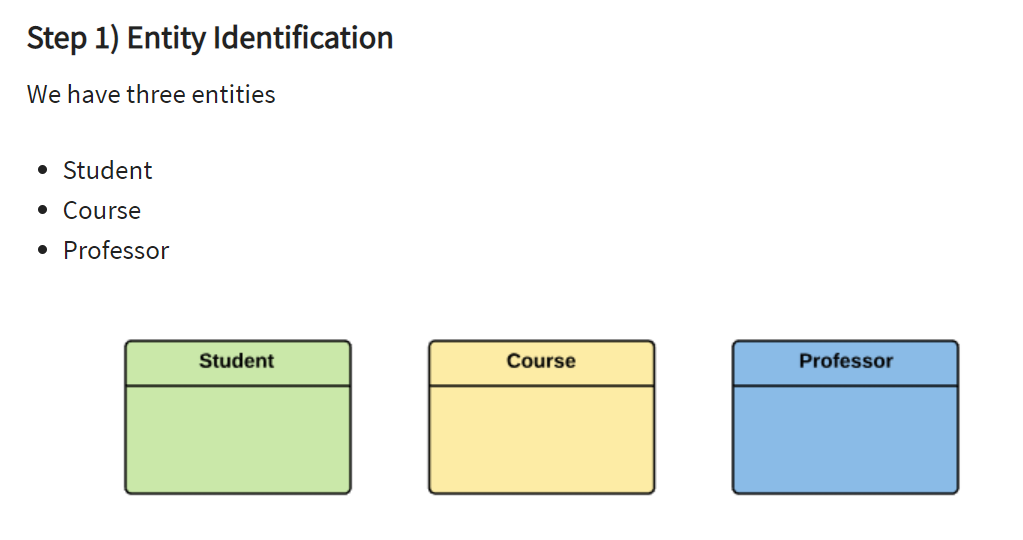 Step 1) Entity Identification
We have three entities
• Student
• Course
• Professor
Student
Course
Professor